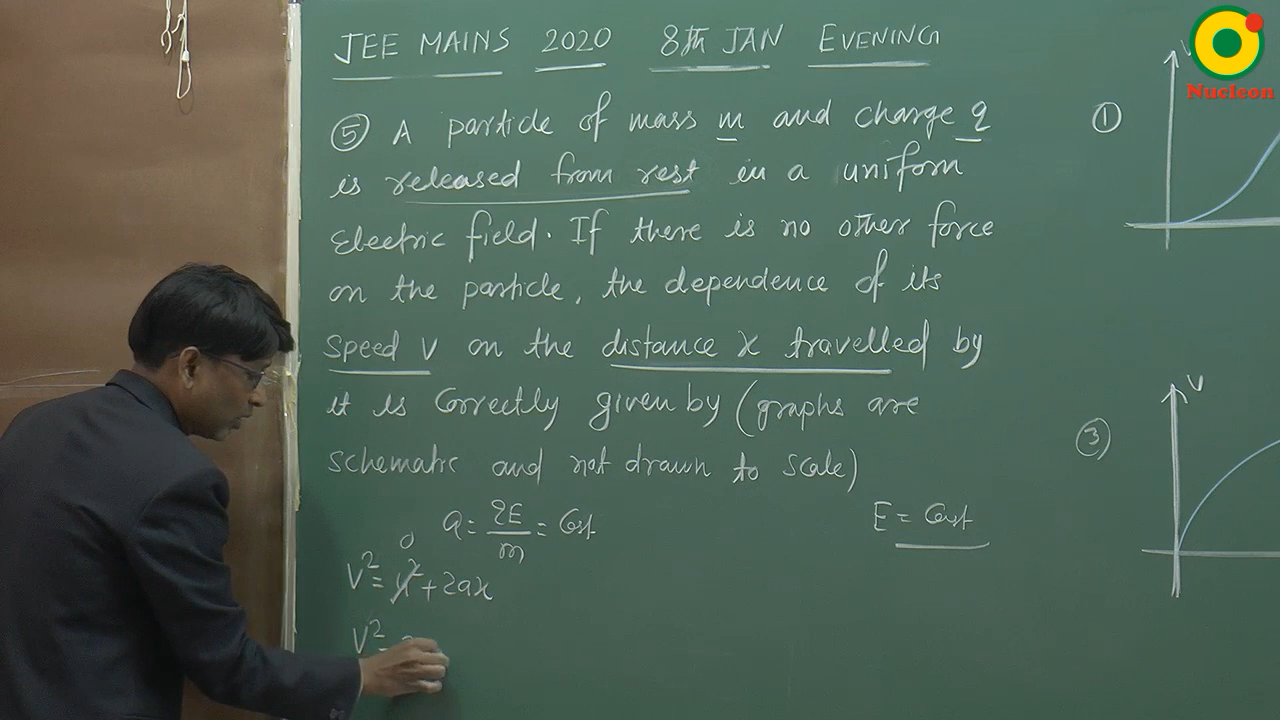 JEE MAINS 2020 8th JAN EVENING
Nucleon
⑤ A particle of mass m and charge q
is released from rest in a uniform
Electric field. If there is no other force
on the particle, the dependence of its
speed V on the distance x travelled by
it is correctly given by (graphs are
schematic and not drawn to scale)
①
③
V
a = qE/m = Cost
E = Const
0
V² = u² + 2ax
V² =